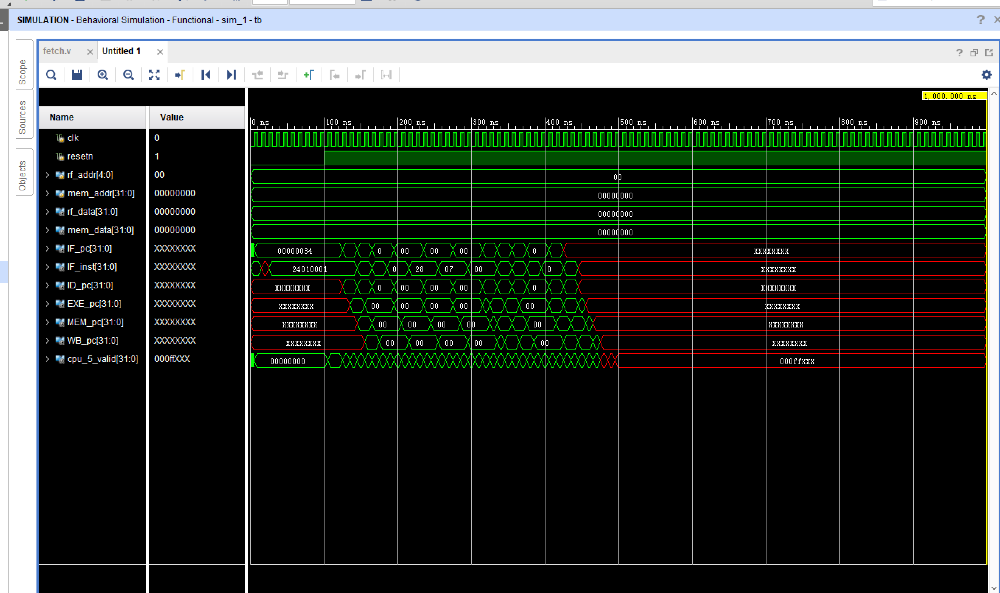 SIMULATION - Behavioral Simulation - Functional - sim_1 - tb
Scope
Sources
Objects
fetch.v
Untitled 1
1,000.000 ns
Name Value
0 ns 100 ns 200 ns 300 ns 400 ns 500 ns 600 ns 700 ns 800 ns 900 ns
clk 0
resetn 1
rf_addr[4:0] 00 00
mem_addr[31:0] 00000000 00000000
rf_data[31:0] 00000000 00000000
mem_data[31:0] 00000000 00000000
IF_pc[31:0] XXXXXXXX 00000034 0 00 00 00 0 XXXXXXXX
IF_inst[31:0] XXXXXXXX 24010001 0 28 07 00 0 XXXXXXXX
ID_pc[31:0] XXXXXXXX XXXXXXXX 0 00 00 00 0 XXXXXXXX
EXE_pc[31:0] XXXXXXXX XXXXXXXX 00 00 00 00 00 XXXXXXXX
MEM_pc[31:0] XXXXXXXX XXXXXXXX 00 00 00 00 00 XXXXXXXX
WB_pc[31:0] XXXXXXXX XXXXXXXX 00 00 00 00 00 XXXXXXXX
cpu_5_valid[31:0] 000ffXXX 00000000 000ffxxx